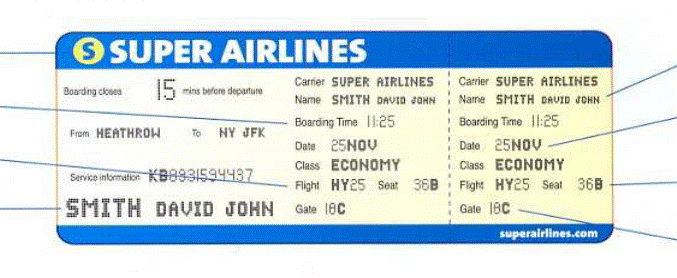 S SUPER AIRLINES
Boarding closes 15 mins before departure
From HEATHROW To NY JFK
Service information KB8931594437
SMITH DAVID JOHN
Carrier SUPER AIRLINES
Name SMITH DAVID JOHN
Boarding Time 11:25
Date 25NOV
Class ECONOMY
Flight HY25 Seat 36B
Gate 18C
Carrier SUPER AIRLINES
Name SMITH DAVID JOHN
Boarding Time 11:25
Date 25NOV
Class ECONOMY
Flight HY25 Seat 36B
Gate 18C
superairlines.com